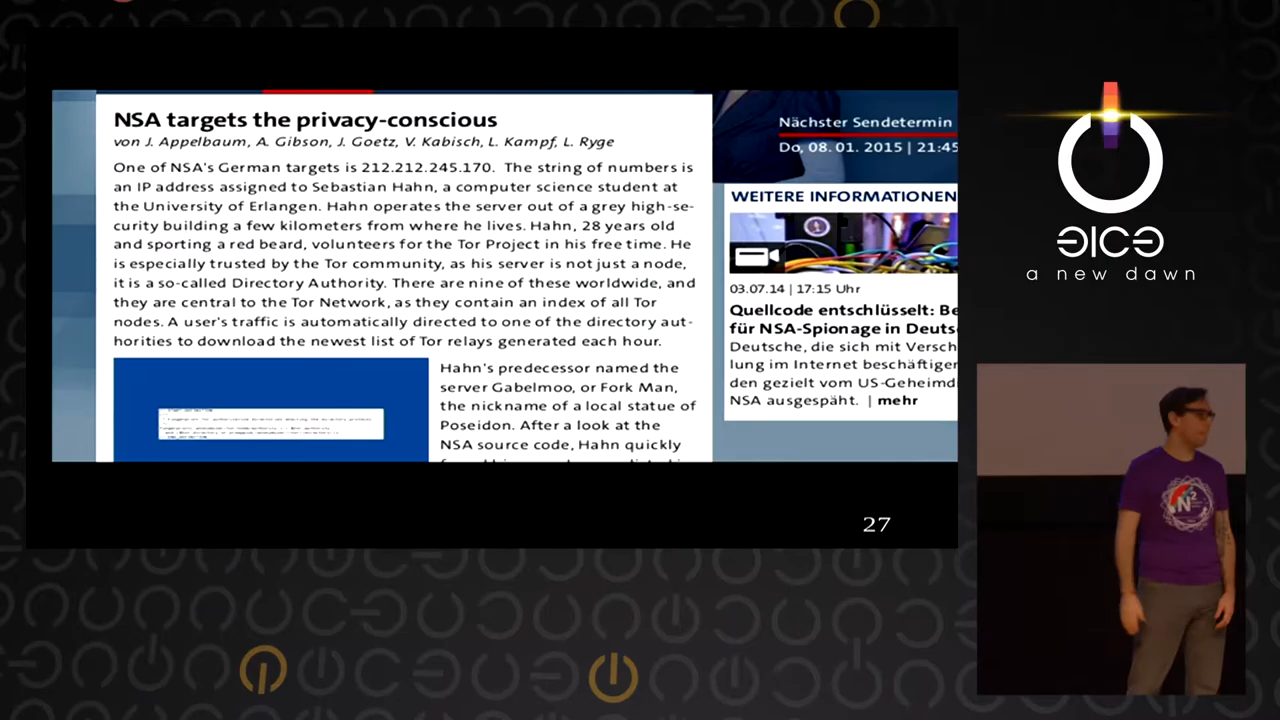 NSA targets the privacy-conscious
von J. Appelbaum, A. Gibson, J. Goetz, V. Kabisch, L. Kampf, L. Ryge
One of NSA's German targets is 212.212.245.170. The string of numbers is
an IP address assigned to Sebastian Hahn, a computer science student at
the University of Erlangen. Hahn operates the server out of a grey high-se-
curity building a few kilometers from where he lives. Hahn, 28 years old
and sporting a red beard, volunteers for the Tor Project in his free time. He
is especially trusted by the Tor community, as his server is not just a node,
it is a so-called Directory Authority. There are nine of these worldwide, and
they are central to the Tor Network, as they contain an index of all Tor
nodes. A user's traffic is automatically directed to one of the directory aut-
horities to download the newest list of Tor relays generated each hour.
Hahn's predecessor named the
server Gabelmoo, or Fork Man,
the nickname of a local statue of
Poseidon. After a look at the
NSA source code, Hahn quickly
Nächster Sendetermin
Do, 08. 01. 2015 | 21:45
WEITERE INFORMATIONEN
03.07.14 | 17:15 Uhr
Quellcode entschlüsselt: Be
für NSA-Spionage in Deuts
Deutsche, die sich mit Versch
lung im Internet beschäftigen
den gezielt vom US-Geheimd
NSA ausgespäht. | mehr
27
a new dawn
N2